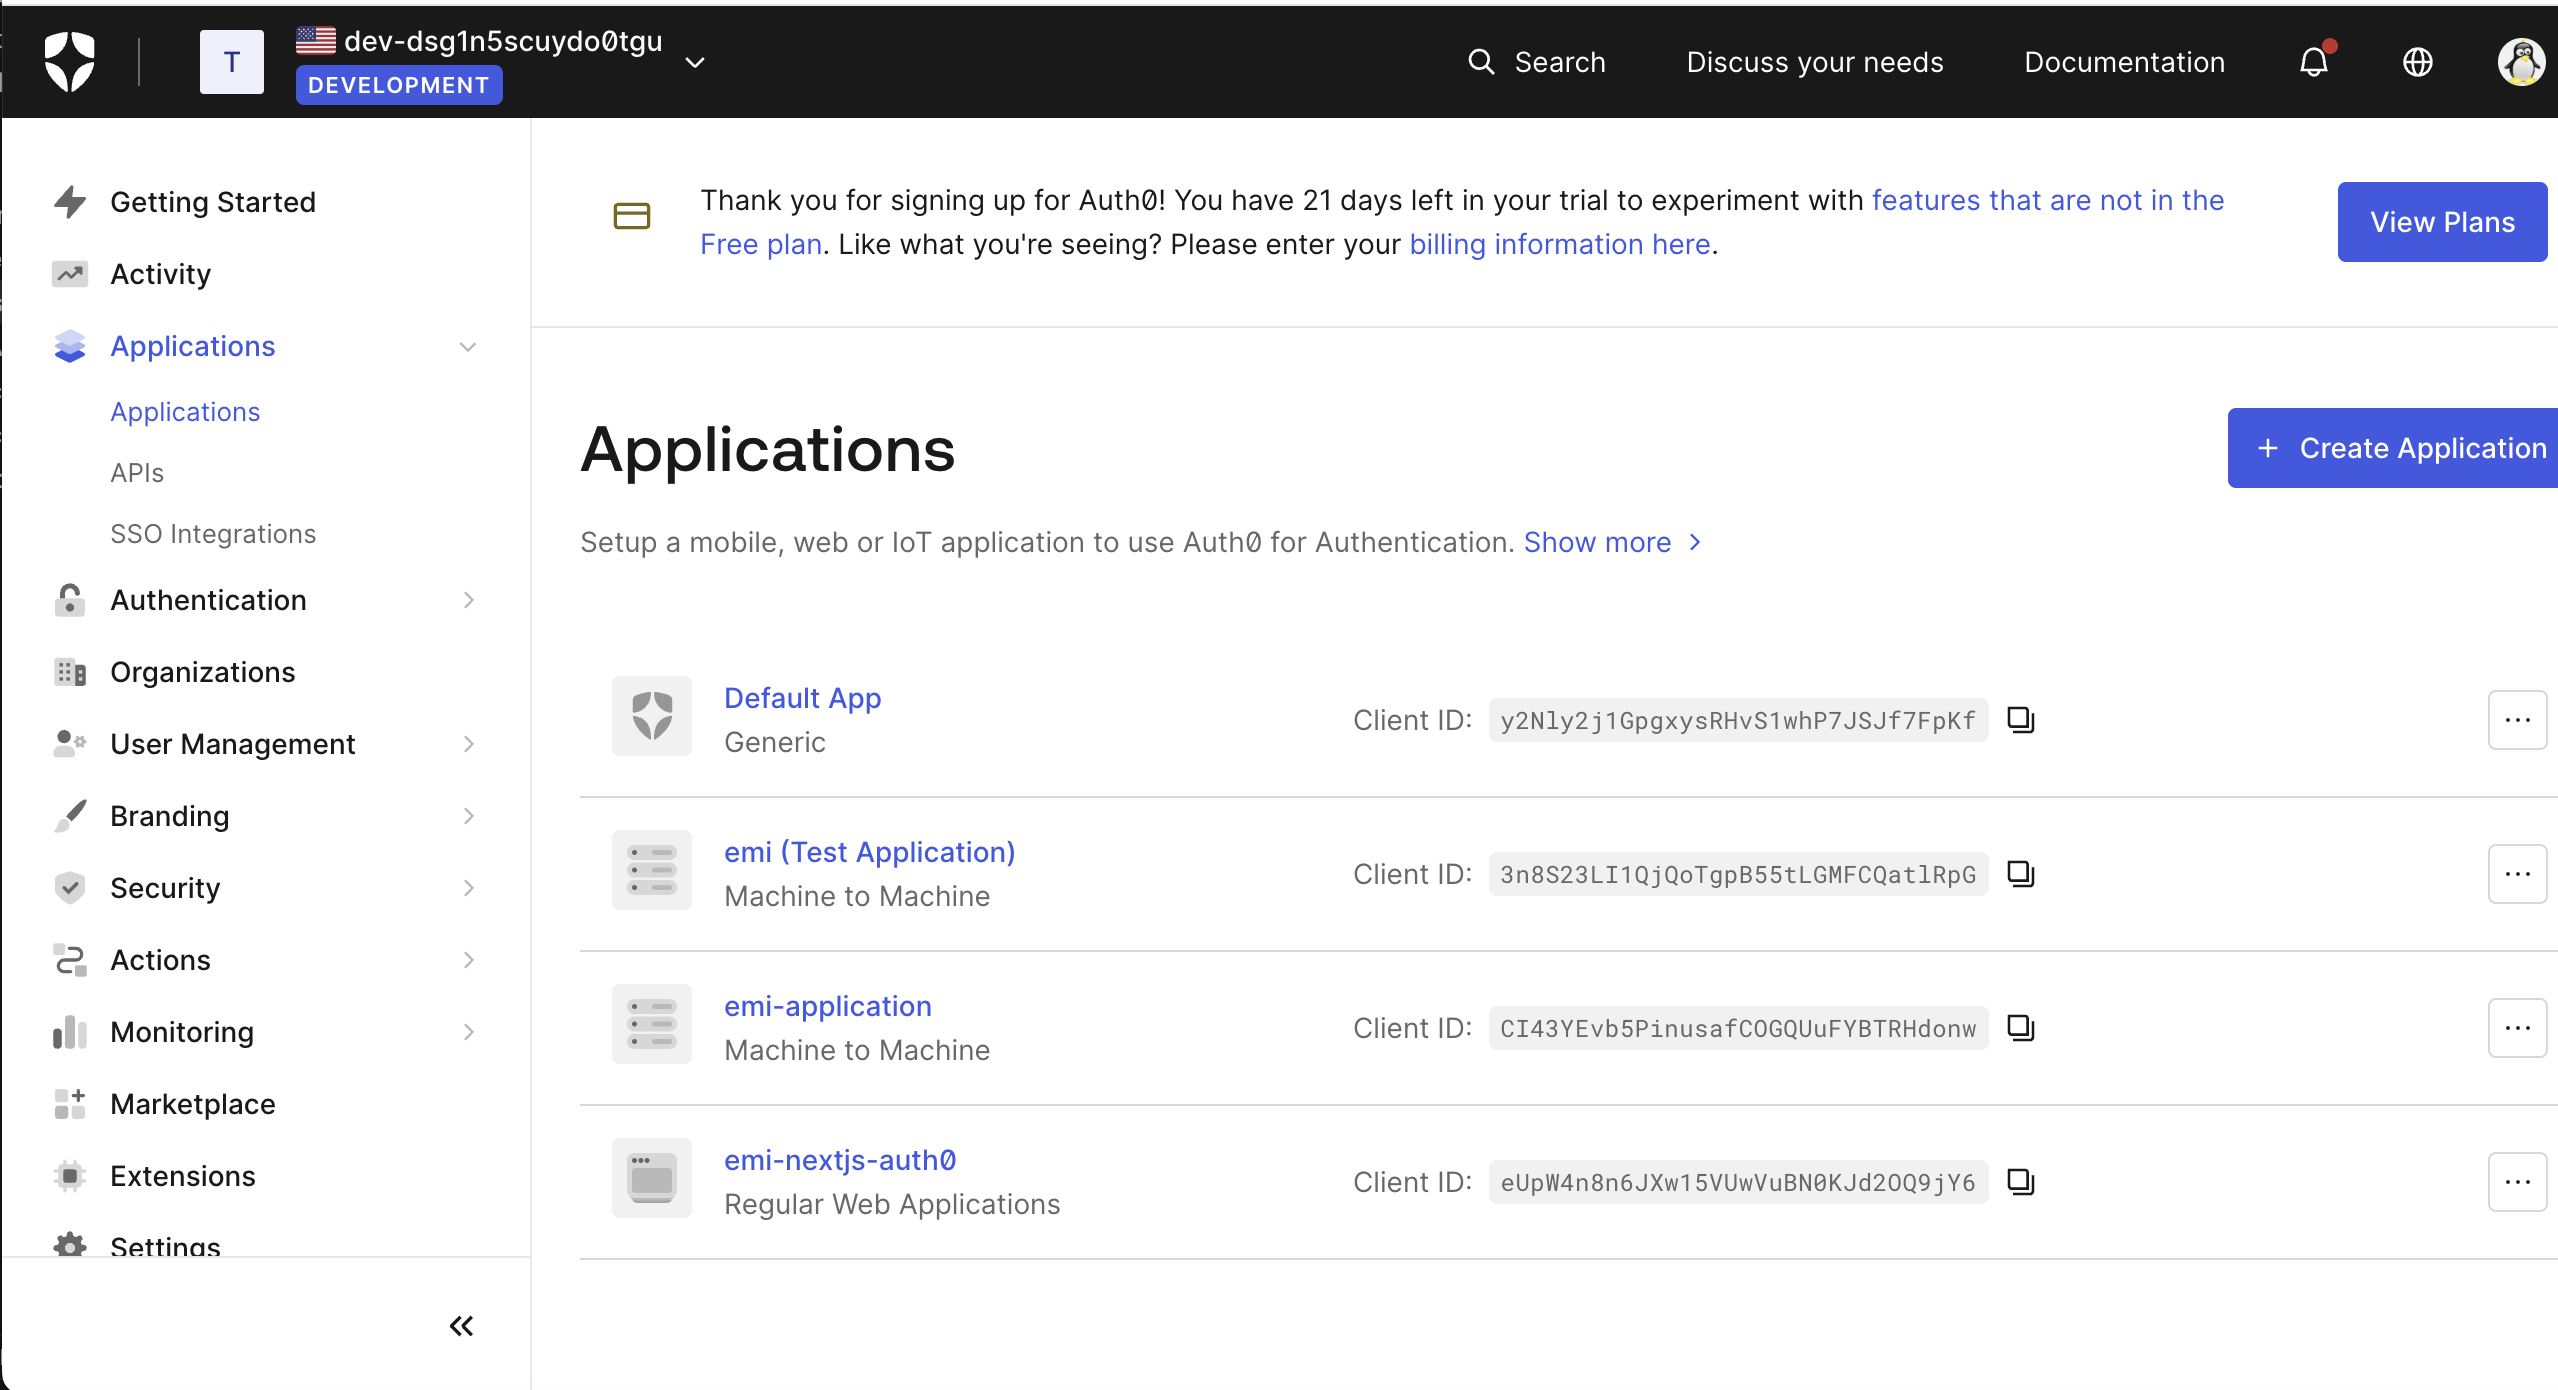 T
dev-dsg1n5scuydo0tgu
DEVELOPMENT
Search
Discuss your needs
Documentation
Getting Started
Activity
Applications
Applications
APIs
SSO Integrations
Authentication
Organizations
User Management
Branding
Security
Actions
Monitoring
Marketplace
Extensions
Settings
Thank you for signing up for Auth0! You have 21 days left in your trial to experiment with features that are not in the
Free plan. Like what you're seeing? Please enter your billing information here.
View Plans
Applications
+ Create Application
Setup a mobile, web or IoT application to use Auth0 for Authentication. Show more
Default App
Generic
Client ID: y2Nly2j1GpgxysRHvS1whP7JSJf7FpKf
emi (Test Application)
Machine to Machine
Client ID: 3n8S23LI1QjQoTgpB55tLGMFCQatlRpG
emi-application
Machine to Machine
Client ID: CI43YEvb5PinusafCOGQUuFYBTRHdonw
emi-nextjs-auth0
Regular Web Applications
Client ID: eUpW4n8n6JXw15VUwVuBN0KJd2OQ9jY6